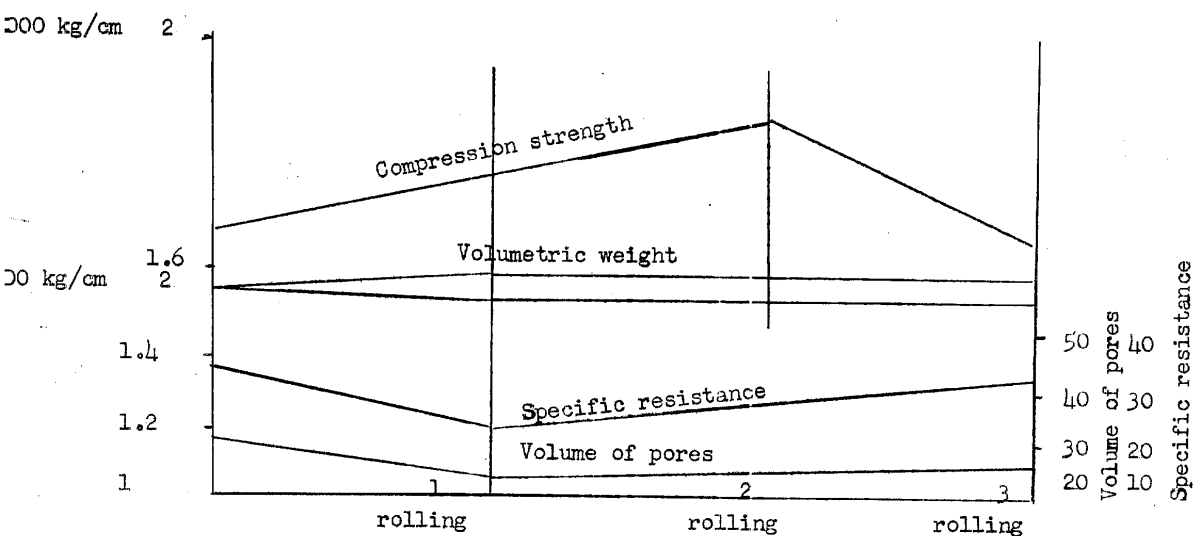 000 kg/cm 2
Compression strength
1.6
Volumetric weight
00 kg/cm 2
1.4
1.2
1
Specific resistance
Volume of pores
50 40
40 30
30 20
20 10
Volume of pores
Specific resistance
1 2 3
rolling rolling rolling